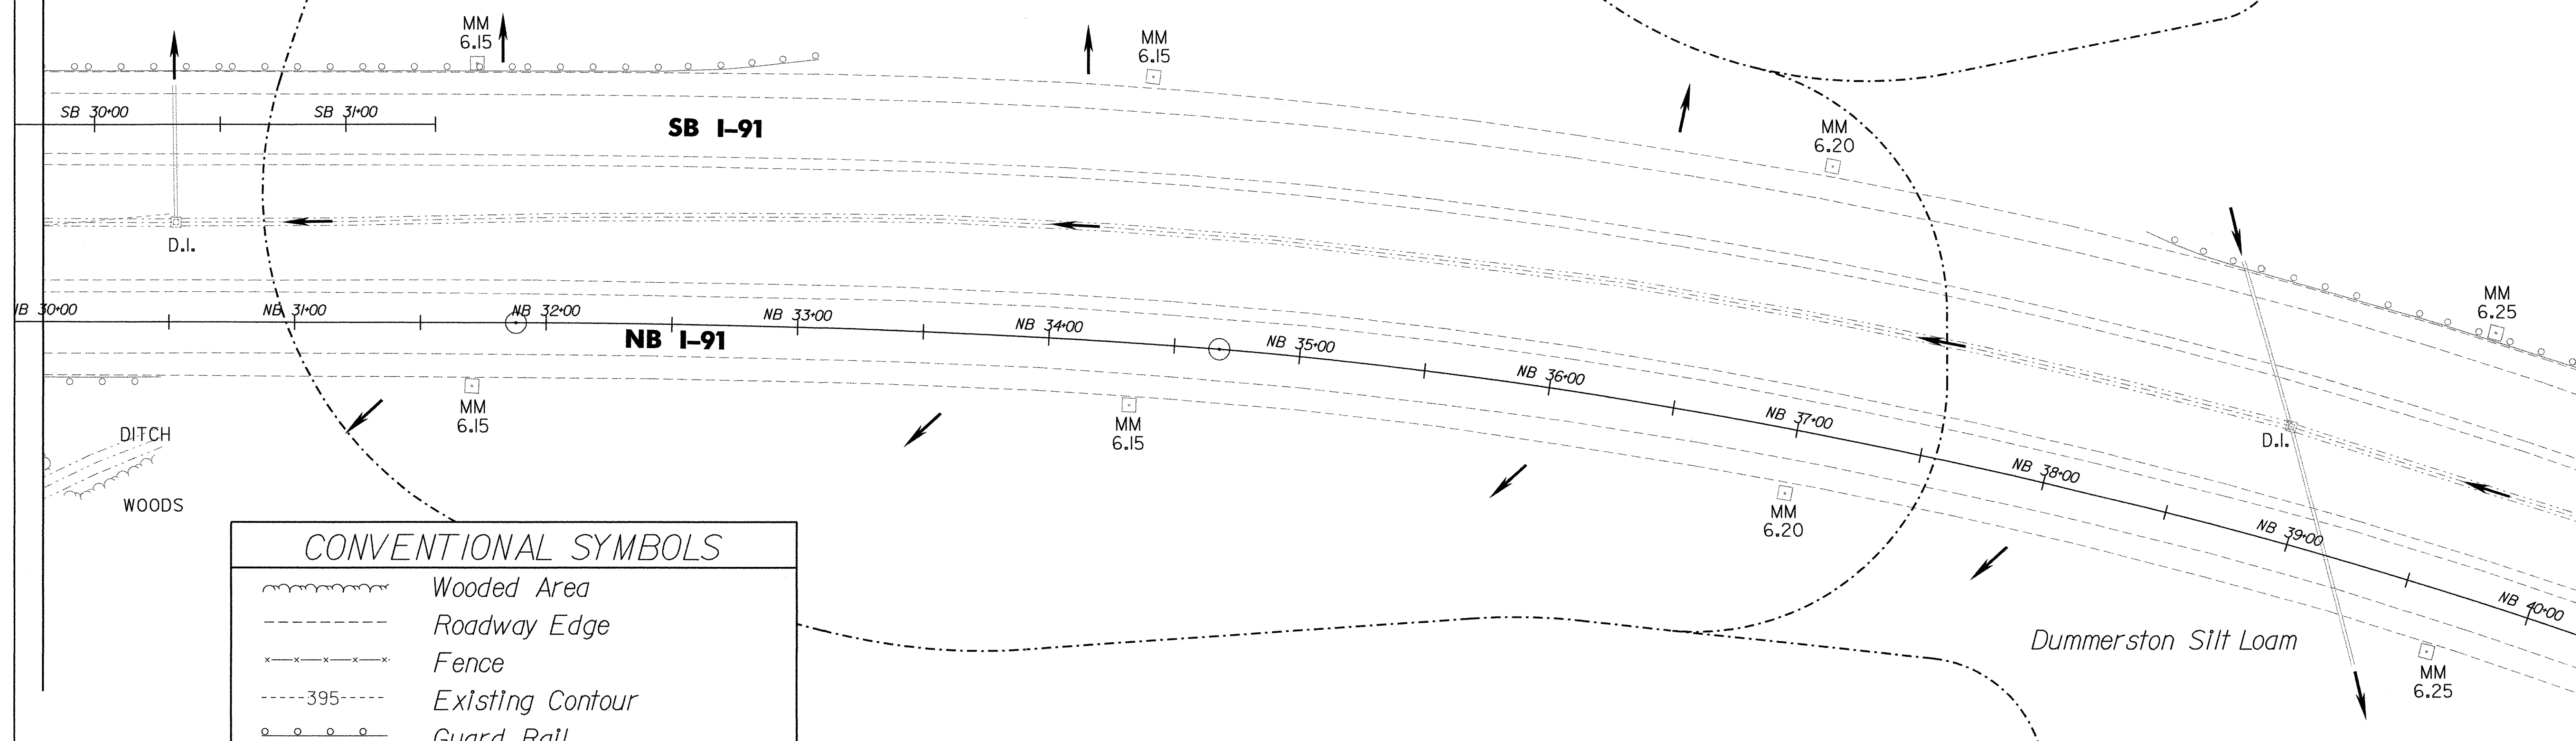 MM
6.15
MM
6.15
SB 30+00
SB 31+00
SB I-91
MM
6.20
D.I.
MM
6.25
NB 30+00
NB 31+00
NB 32+00
NB 33+00
NB 34+00
NB 35+00
NB I-91
NB 36+00
NB 37+00
MM
6.15
MM
6.15
DITCH
D.I.
NB 38+00
WOODS
MM
6.20
NB 39+00
NB 40+00
CONVENTIONAL SYMBOLS
Wooded Area
Roadway Edge
Fence
395
Existing Contour
Guard Rail
Dummerston Silt Loam
MM
6.25